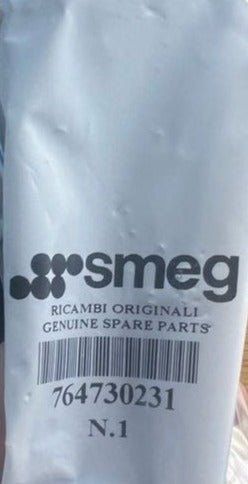 smeg
RICAMBI ORIGINALI
GENUINE SPARE PARTS
764730231
N.1